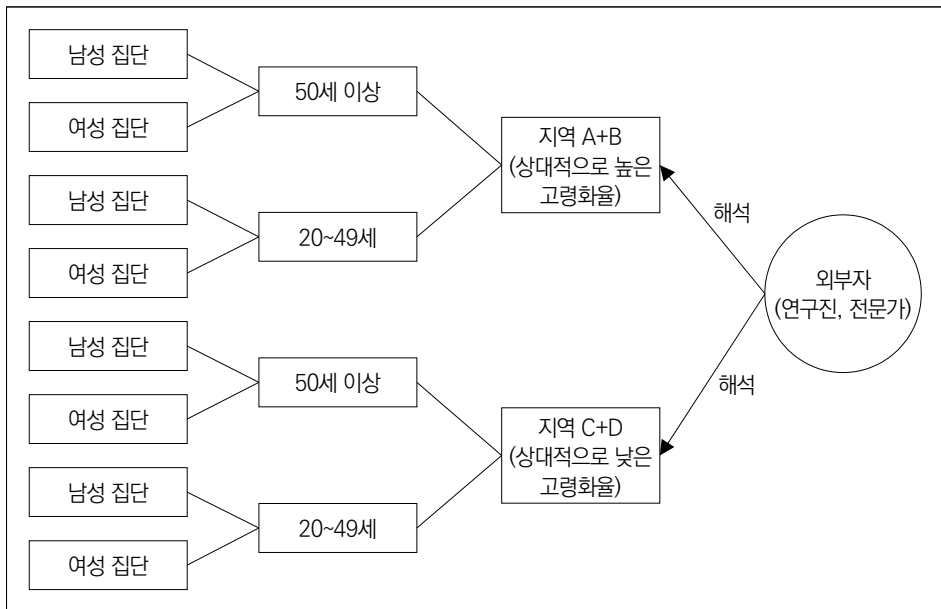 남성 집단
여성 집단
50세 이상
남성 집단
여성 집단
20~49세
지역 A+B
(상대적으로 높은
고령화율)
남성 집단
여성 집단
50세 이상
남성 집단
여성 집단
20~49세
지역 C+D
(상대적으로 낮은
고령화율)
해석
해석
외부자
(연구진, 전문가)